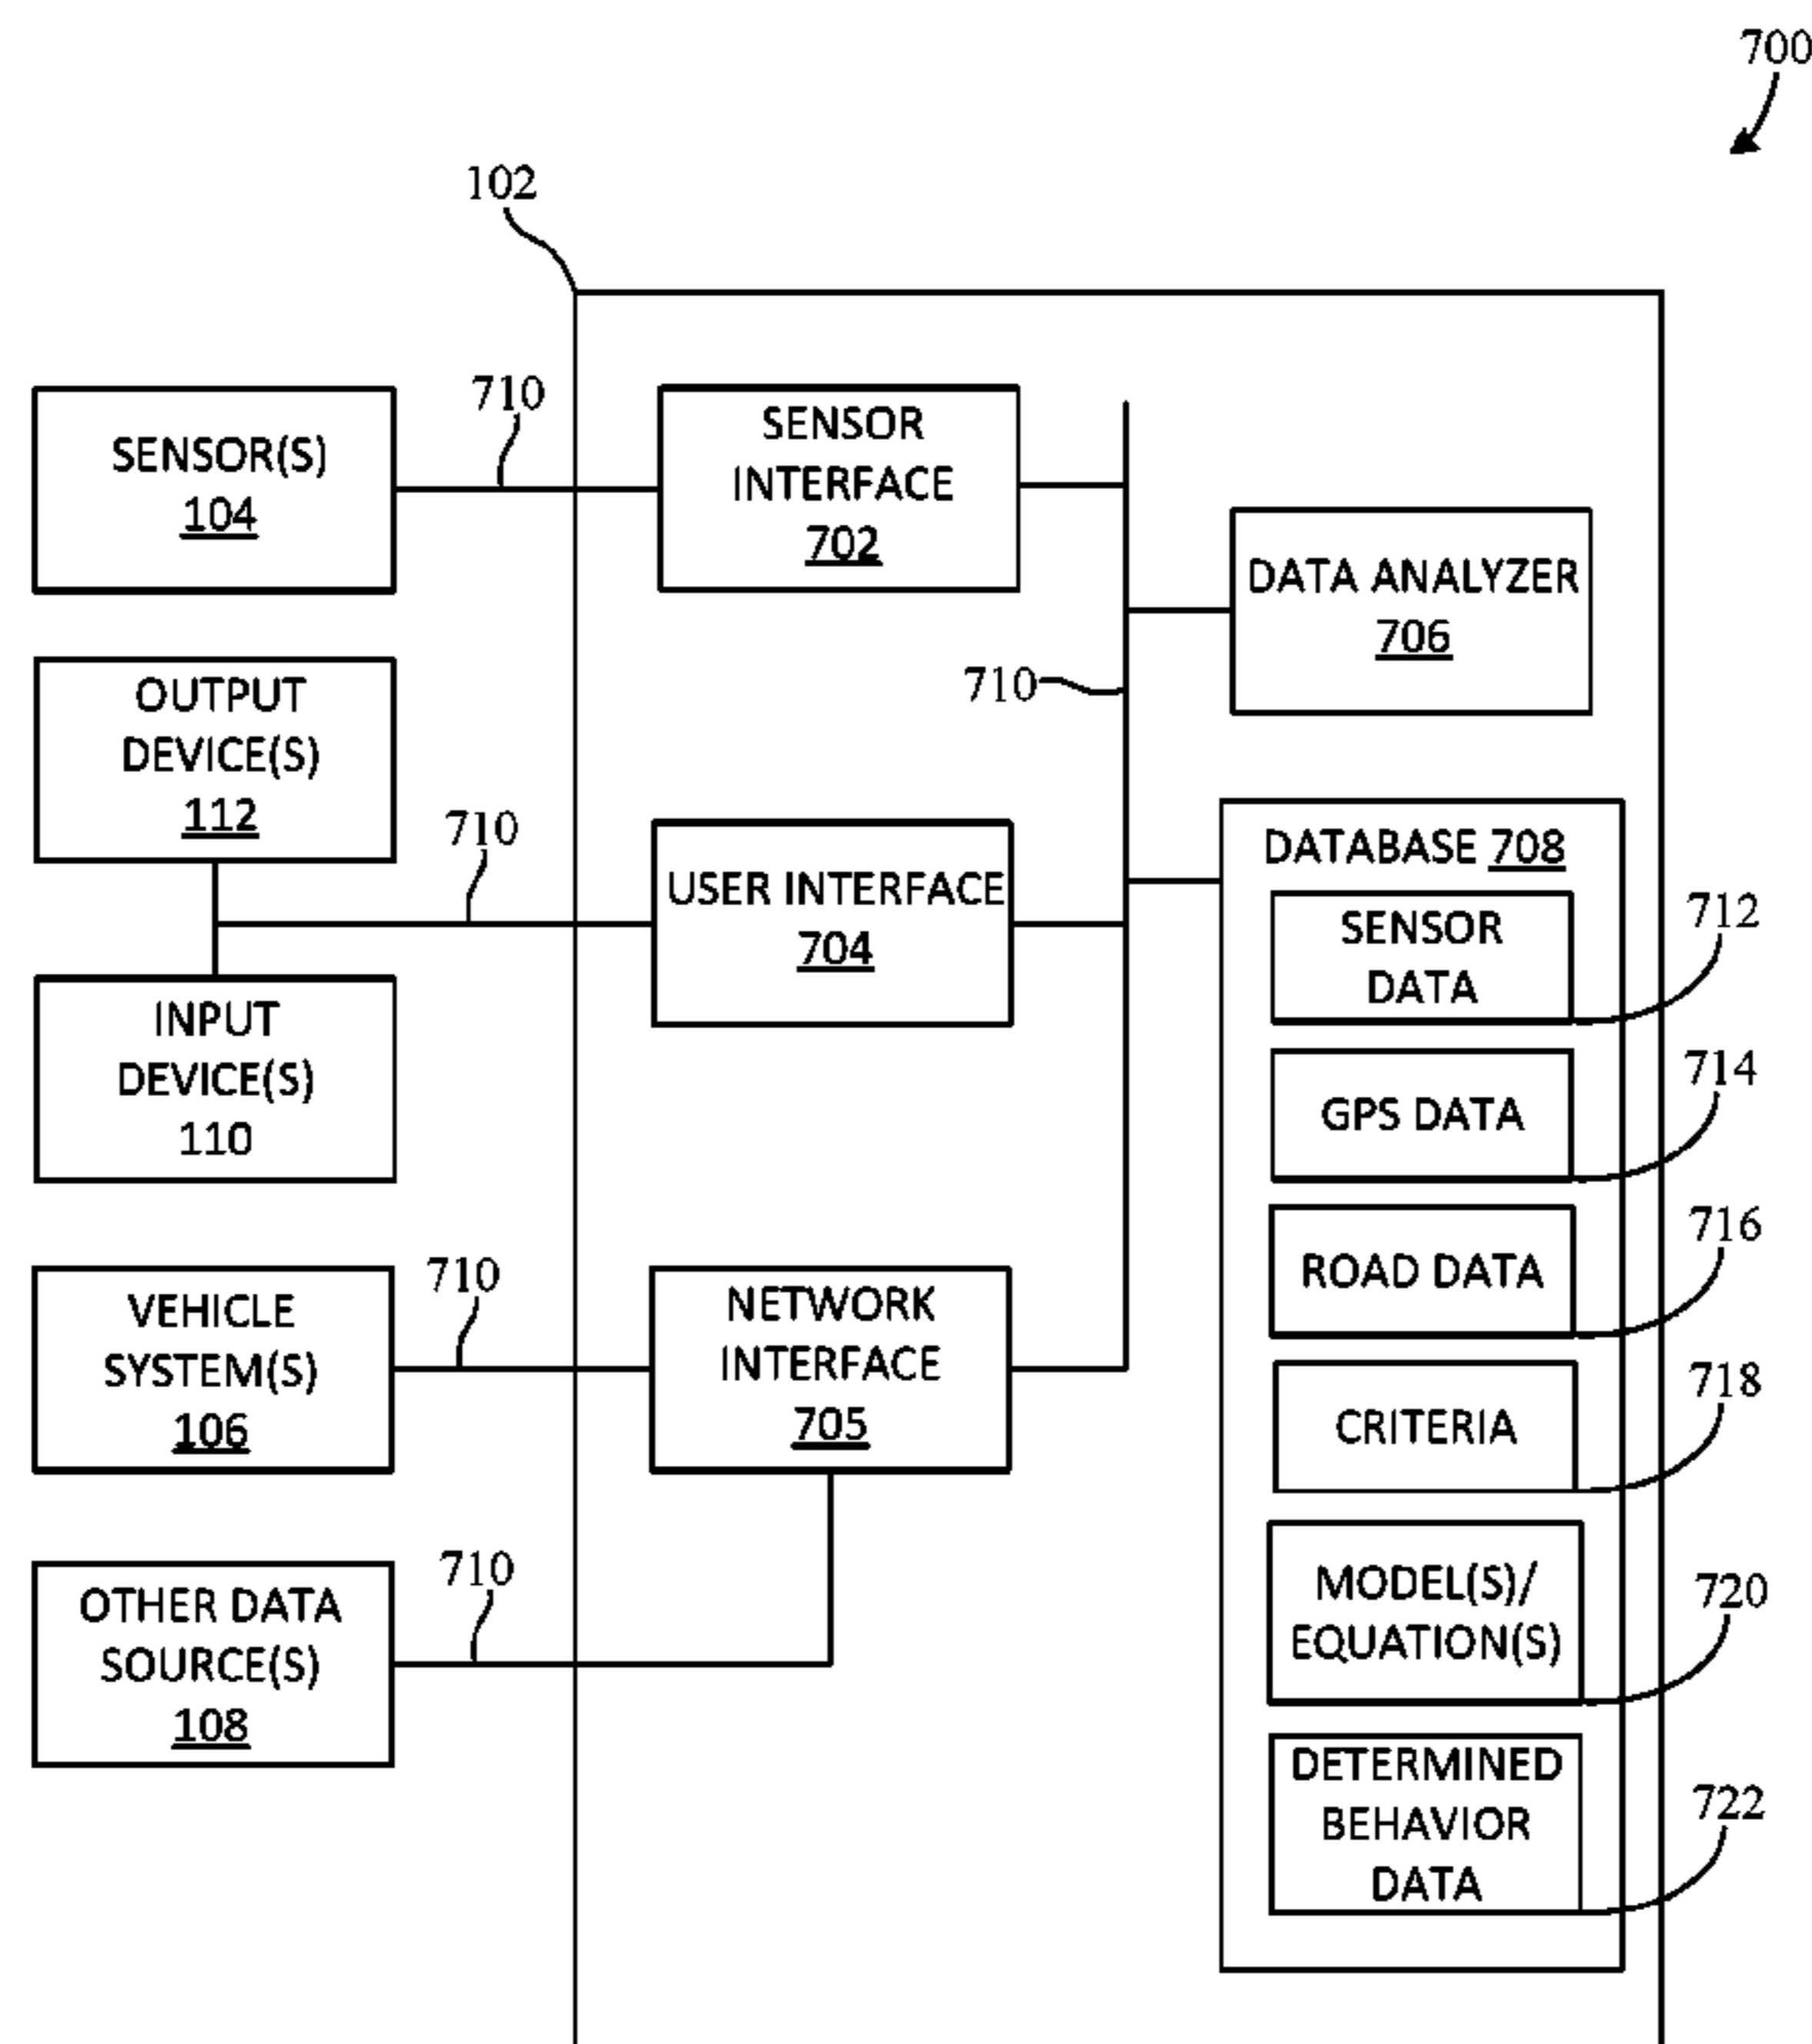 700
102
710
SENSOR(S)
104
SENSOR
INTERFACE
702
DATA ANALYZER
706
710
OUTPUT
DEVICE(S)
112
710
USER INTERFACE
704
INPUT
DEVICE(S)
110
DATABASE 708
SENSOR
DATA
712
GPS DATA
714
ROAD DATA
716
CRITERIA
718
MODEL(S)/
EQUATION(S)
720
DETERMINED
BEHAVIOR
DATA
722
VEHICLE
SYSTEM(S)
106
710
NETWORK
INTERFACE
705
OTHER DATA
SOURCE(S)
108
710